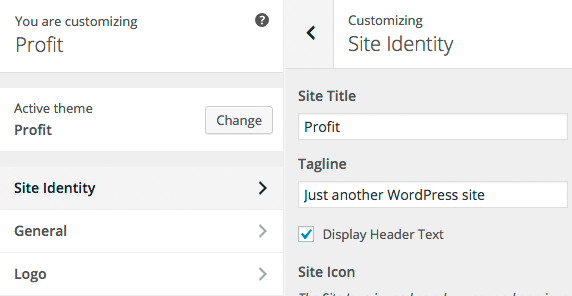 You are customizing
Profit
Active theme
Profit
Change
Site Identity
General
Logo
Customizing
Site Identity
Site Title
Profit
Tagline
Just another WordPress site
Display Header Text
Site Icon